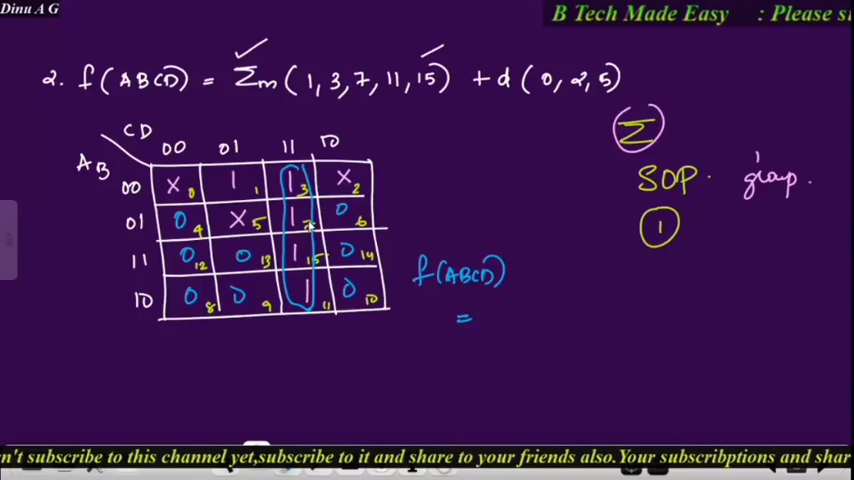 Dinu A G
B Tech Made Easy : Please s
2. f(ABCD) = Σm(1,3,7,11,15) + d(0,2,5)
Σ
SOP. group.
1
CD
AB
00 01 11 10
00 X 0 1 1 1 3 X 2
01 0 4 X 5 1 7 0 6
11 0 12 0 13 1 15 0 14
10 0 8 0 9 1 11 0 10
f(ABCD)
=
n't subscribe to this channel yet,subscribe to it and share to your friends also.Your subscribptions and shar